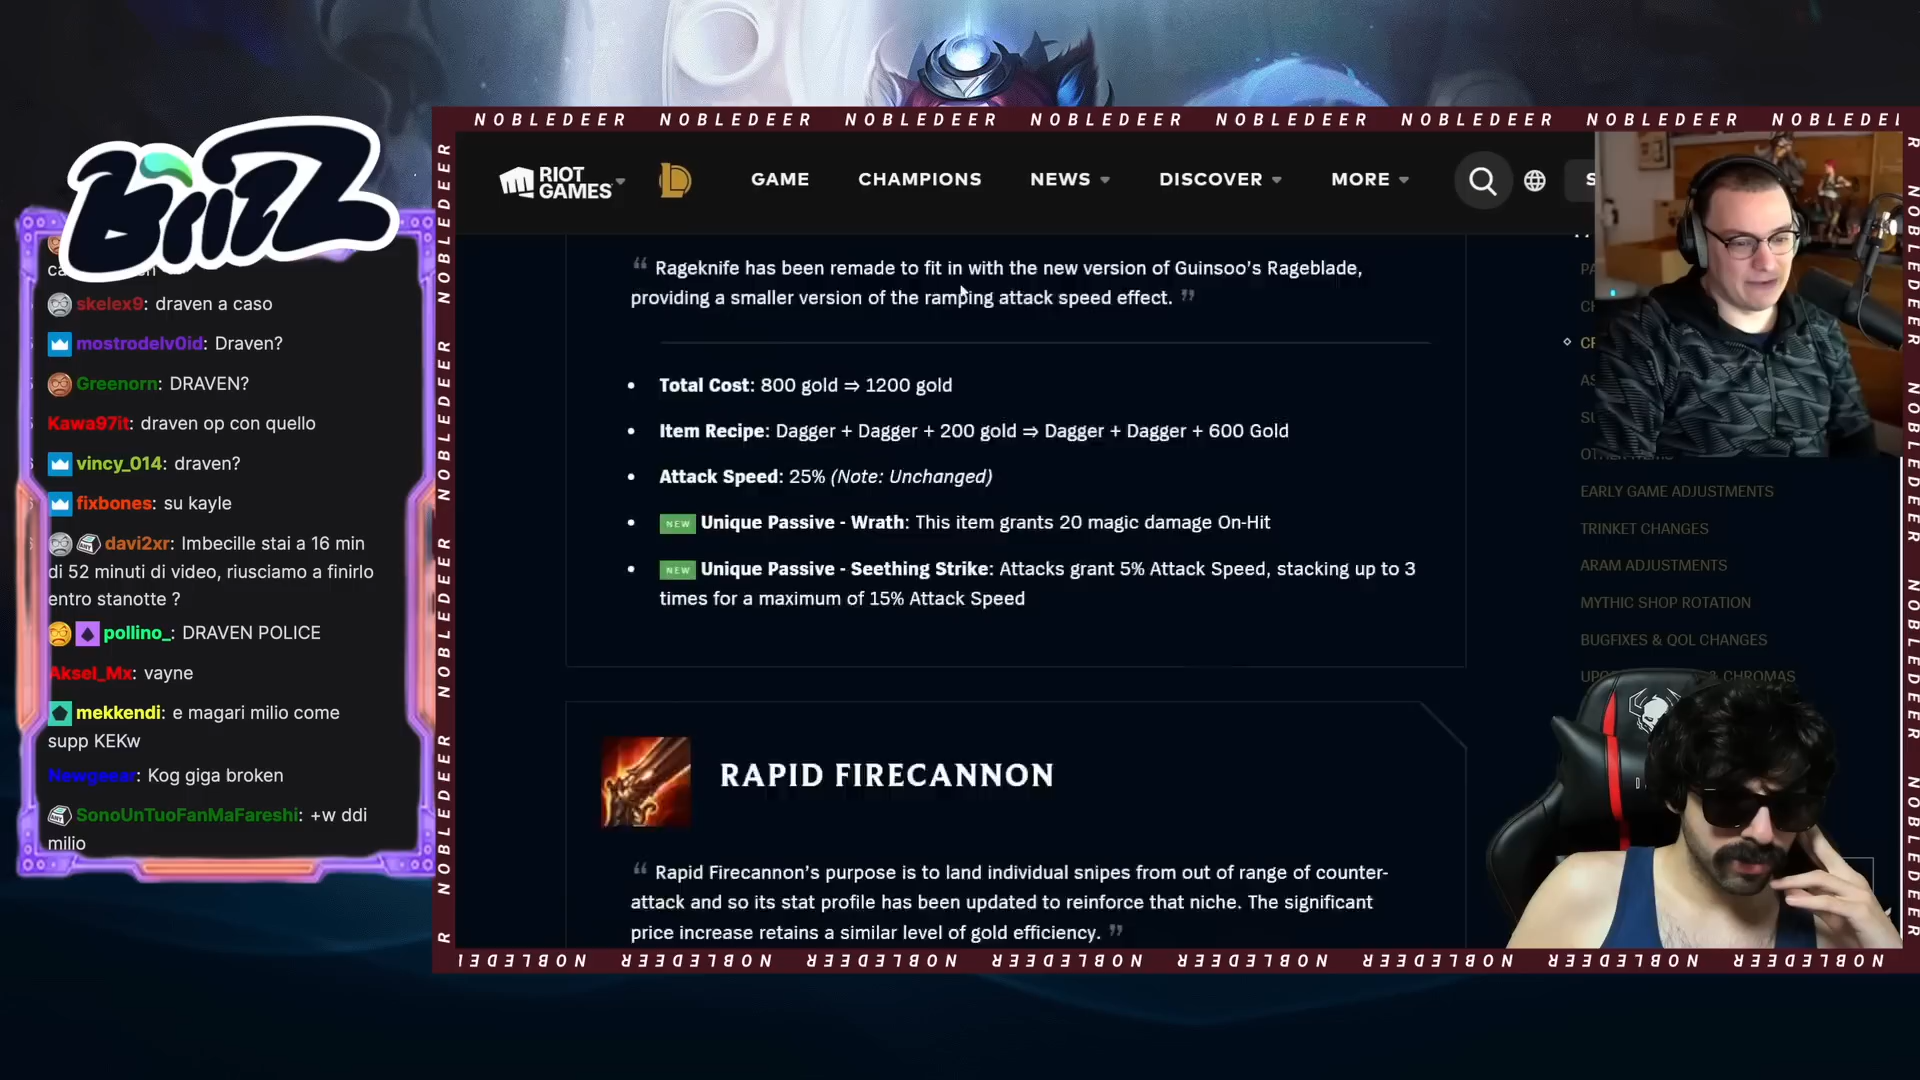 NOBLEDEER NOBLEDEER NOBLEDEER NOBLEDEER NOBLEDEER NOBLEDEER NOBLEDEER
BriZZ
RIOT
GAMES
GAME
CHAMPIONS
NEWS
DISCOVER
MORE
S
skelex9: draven a caso
mostrodelv0id: Draven?
Greenorn: DRAVEN?
Kawa97it: draven op con quello
vincy_014: draven?
fixbones: su kayle
davi2xr: Imbecille stai a 16 min
di 52 minuti di video, riusciamo a finirlo
entro stanotte ?
pollino_: DRAVEN POLICE
Aksel_Mx: vayne
mekkendi: e magari milio come
supp KEKw
Newgeear: Kog giga broken
SonoUnTuoFanMaFareshi: +w ddi
milio
“ Rageknife has been remade to fit in with the new version of Guinsoo’s Rageblade,
providing a smaller version of the ramping attack speed effect. ”
• Total Cost: 800 gold ⇒ 1200 gold
• Item Recipe: Dagger + Dagger + 200 gold ⇒ Dagger + Dagger + 600 Gold
• Attack Speed: 25% (Note: Unchanged)
• NEW Unique Passive - Wrath: This item grants 20 magic damage On-Hit
• NEW Unique Passive - Seething Strike: Attacks grant 5% Attack Speed, stacking up to 3
times for a maximum of 15% Attack Speed
RAPID FIRECANNON
“ Rapid Firecannon’s purpose is to land individual snipes from out of range of counter-
attack and so its stat profile has been updated to reinforce that niche. The significant
price increase retains a similar level of gold efficiency. ”
EARLY GAME ADJUSTMENTS
TRINKET CHANGES
ARAM ADJUSTMENTS
MYTHIC SHOP ROTATION
BUGFIXES & QOL CHANGES
CHROMAS
NOBLEDEER NOBLEDEER NOBLEDEER NOBLEDEER NOBLEDEER NOBLEDEER NOBLEDEER